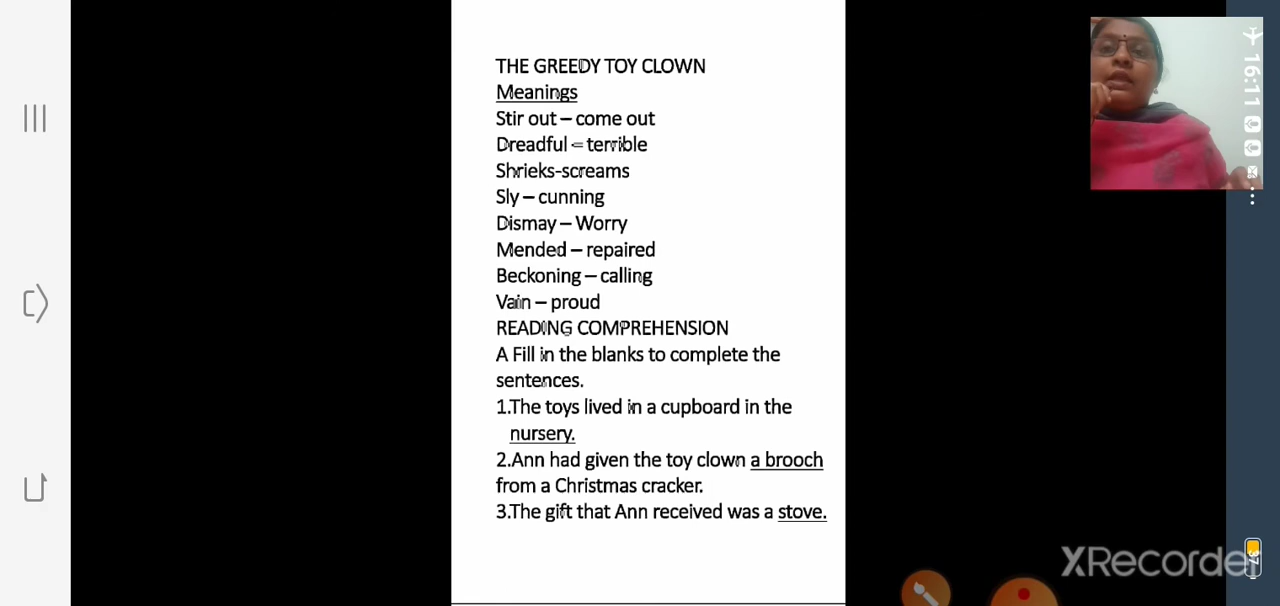 THE GREEDY TOY CLOWN
Meanings
Stir out – come out
Dreadful – terrible
Shrieks-screams
Sly – cunning
Dismay – Worry
Mended – repaired
Beckoning – calling
Vain – proud
READING COMPREHENSION
A Fill in the blanks to complete the
sentences.
1.The toys lived in a cupboard in the
nursery.
2.Ann had given the toy clown a brooch
from a Christmas cracker.
3.The gift that Ann received was a stove.
16:11
XRecorder